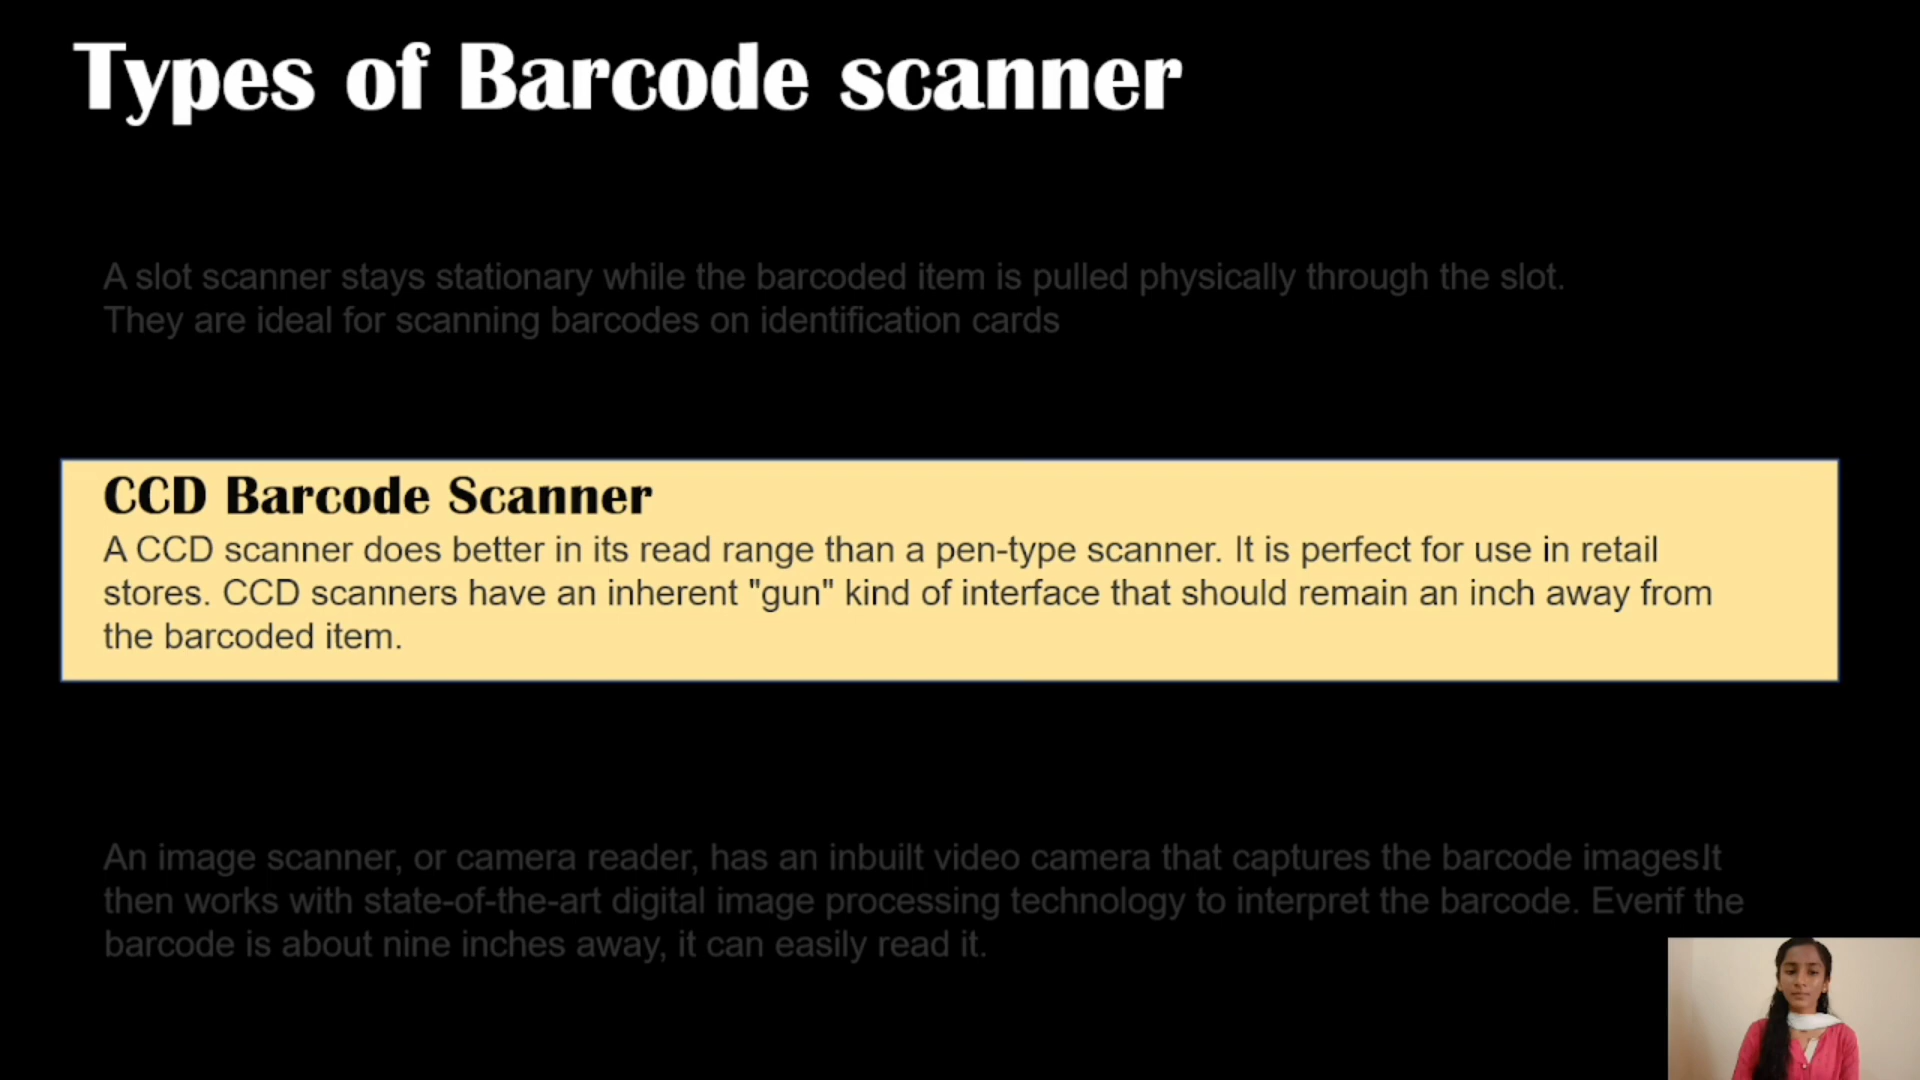 Types of Barcode scanner
A slot scanner stays stationary while the barcoded item is pulled physically through the slot.
They are ideal for scanning barcodes on identification cards
CCD Barcode Scanner
A CCD scanner does better in its read range than a pen-type scanner. It is perfect for use in retail
stores. CCD scanners have an inherent "gun" kind of interface that should remain an inch away from
the barcoded item.
An image scanner, or camera reader, has an inbuilt video camera that captures the barcode images.It
then works with state-of-the-art digital image processing technology to interpret the barcode. Even if the
barcode is about nine inches away, it can easily read it.